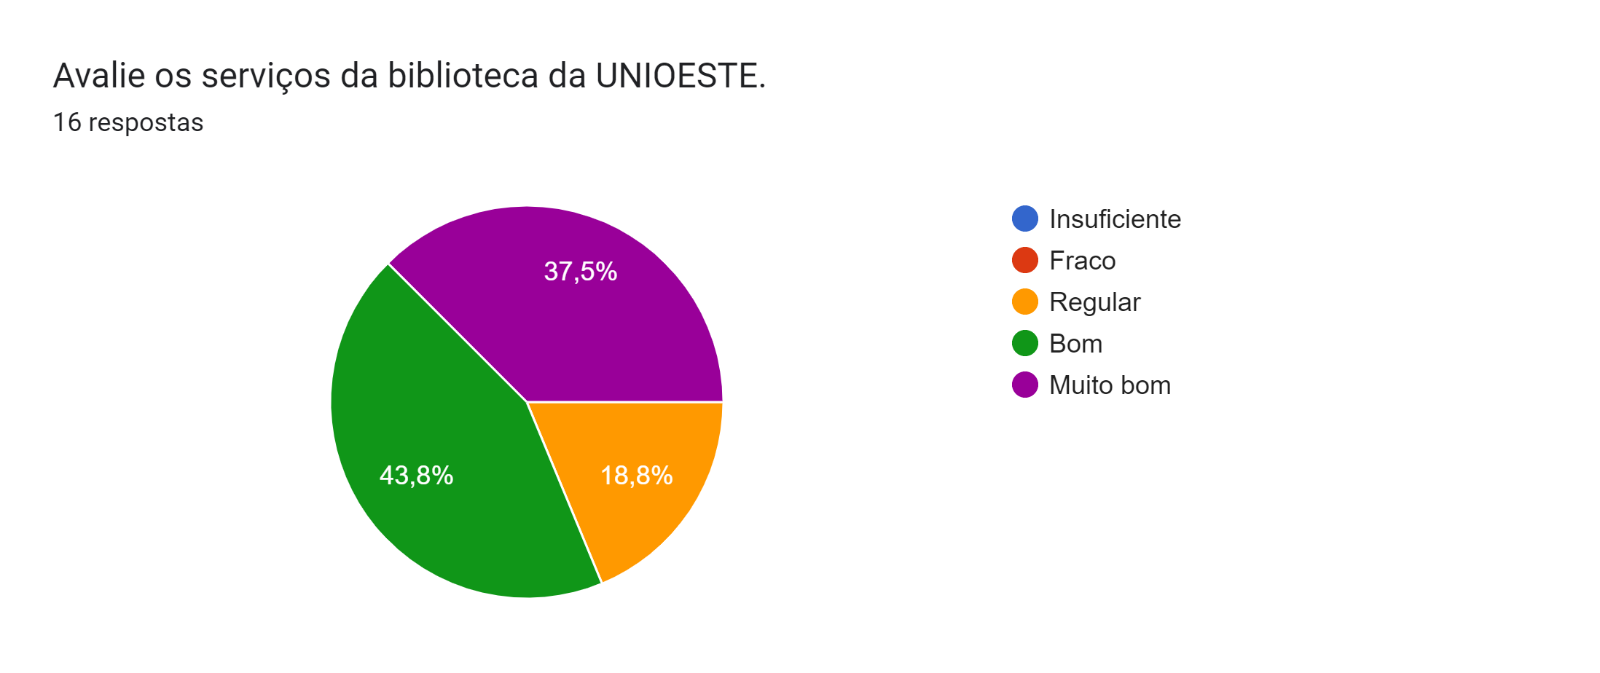 Avalie os serviços da biblioteca da UNIOESTE.
16 respostas
37,5%
43,8%
18,8%
Insuficiente
Fraco
Regular
Bom
Muito bom